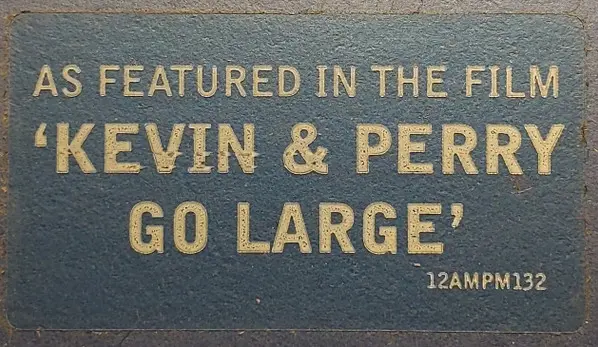 AS FEATURED IN THE FILM
‘KEVIN & PERRY
GO LARGE’
12AMPM132